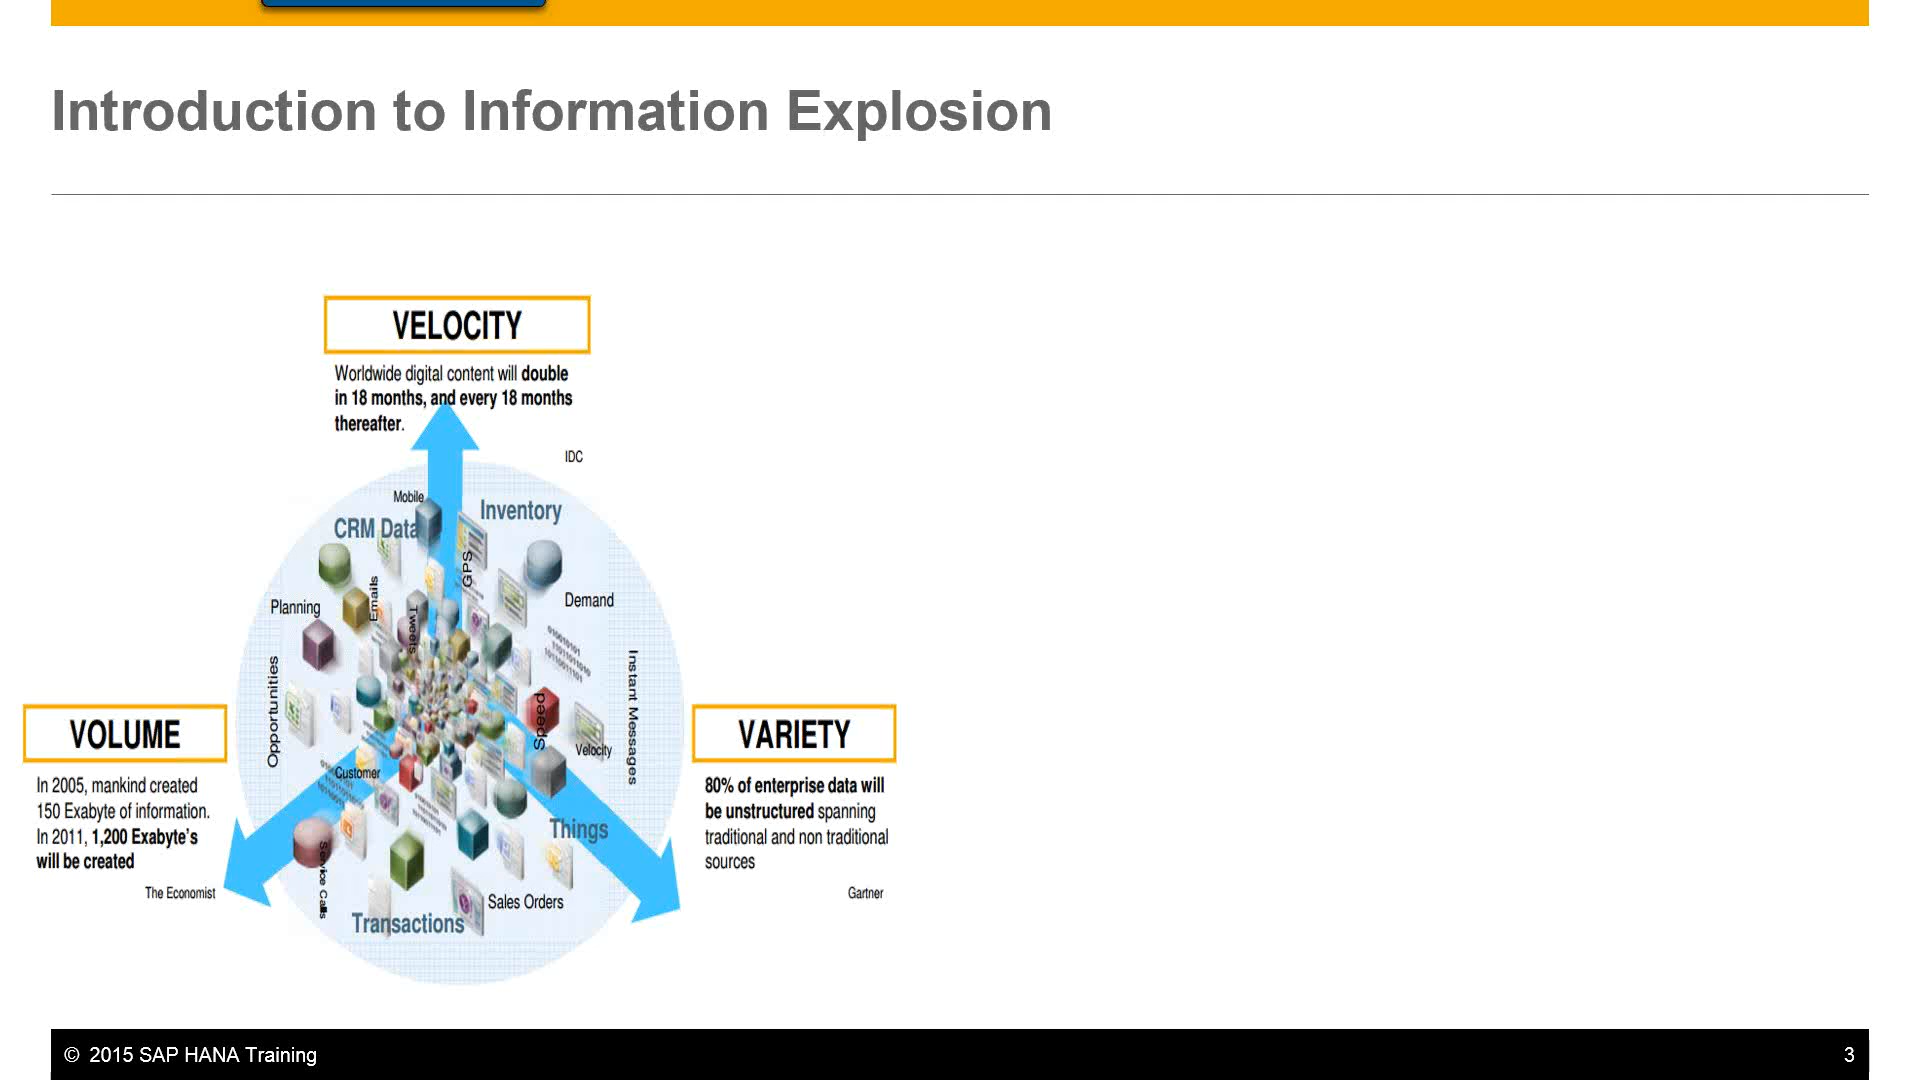 Introduction to Information Explosion
VELOCITY
Worldwide digital content will double
in 18 months, and every 18 months
thereafter.
IDC
Mobile
CRM Data
Inventory
GPS
Emails
Tweets
Planning
Demand
010010101
11011011010
10110011101
Opportunities
Instant Messages
Speed
Velocity
Customer
Things
Service Calls
Sales Orders
Transactions
VOLUME
In 2005, mankind created
150 Exabyte of information.
In 2011, 1,200 Exabyte's
will be created
The Economist
VARIETY
80% of enterprise data will
be unstructured spanning
traditional and non traditional
sources
Gartner
© 2015 SAP HANA Training
3